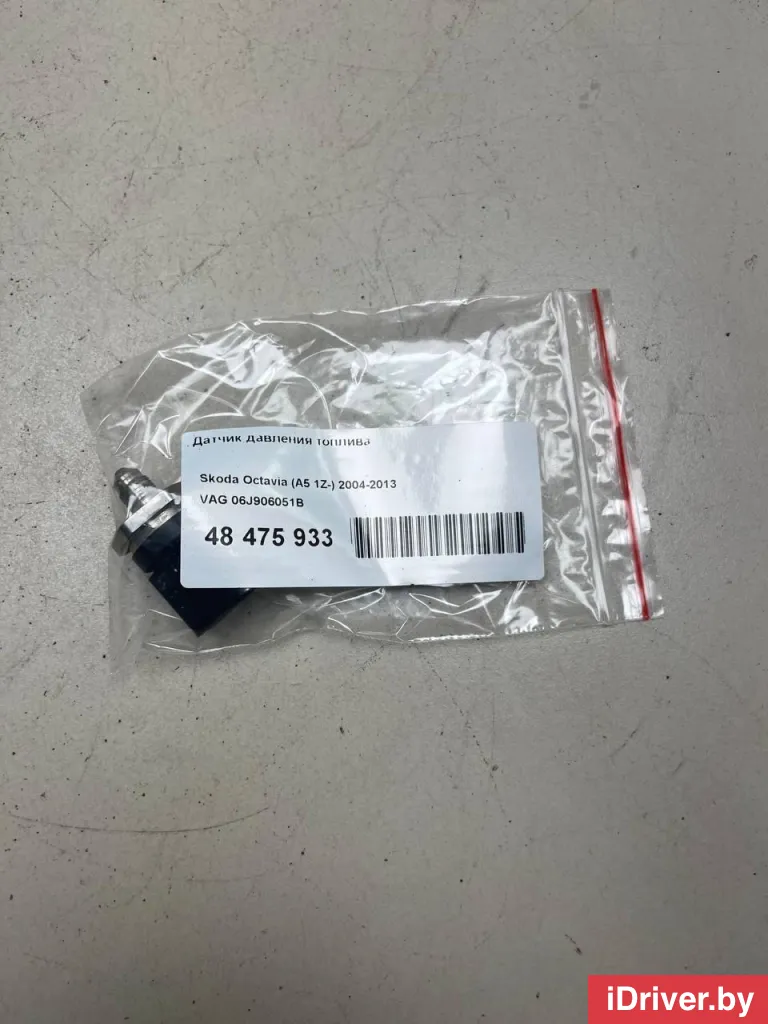 Датчик давления топлива
Skoda Octavia (A5 1Z-) 2004-2013
VAG 06J906051B
48 475 933
iDriver.by